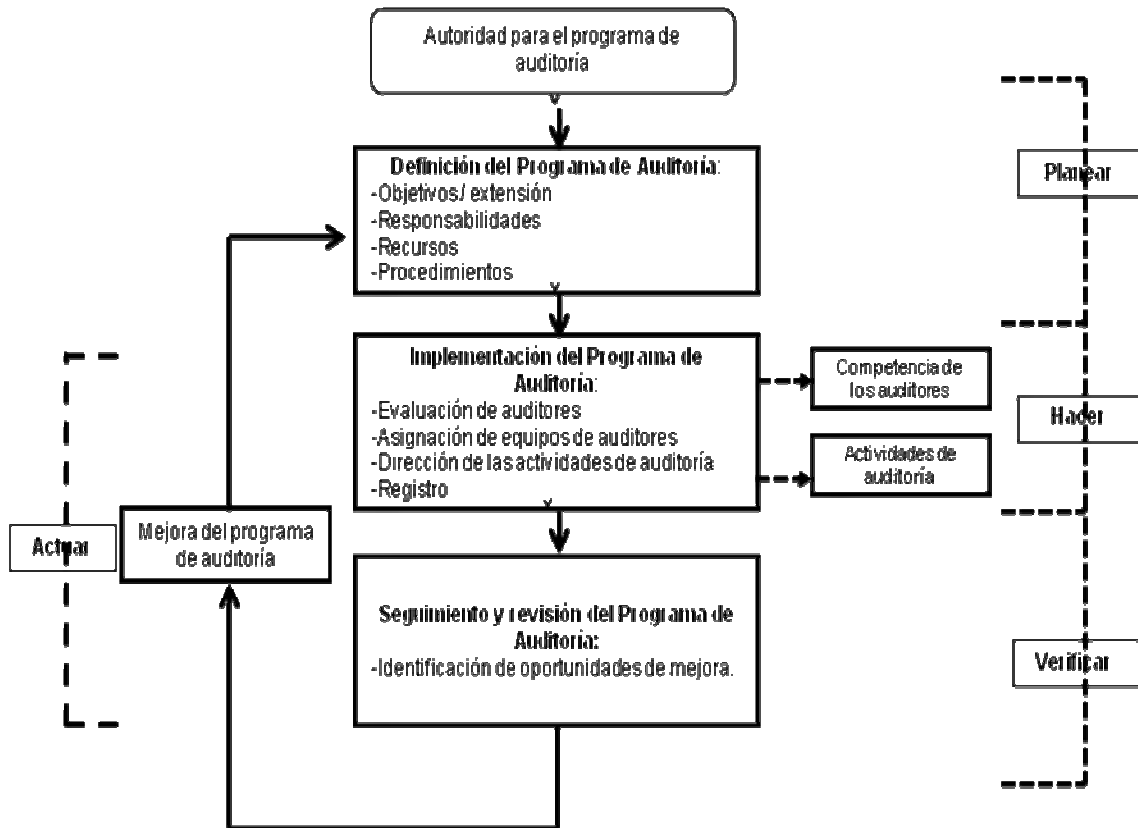 Autoridad para el programa de
auditoría
Definición del Programa de Auditoría:
-Objetivos/ extensión
-Responsabilidades
-Recursos
-Procedimientos
Planear
Implementación del Programa de
Auditoría:
-Evaluación de auditores
-Asignación de equipos de auditores
-Dirección de las actividades de auditoría
-Registro
Competencia de
los auditores
Actividades de
auditoría
Hacer
Actuar
Mejora del programa
de auditoría
Seguimiento y revisión del Programa de
Auditoría:
-Identificación de oportunidades de mejora.
Verificar